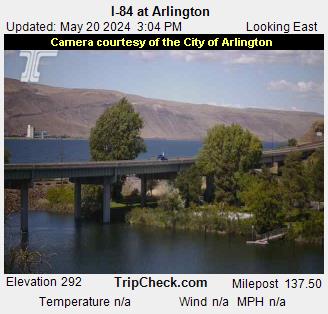 I-84 at Arlington
Updated: May 20 2024 3:04 PM Looking East
Camera courtesy of the City of Arlington
Elevation 292 TripCheck.com Milepost 137.50
Temperature n/a Wind n/a MPH n/a